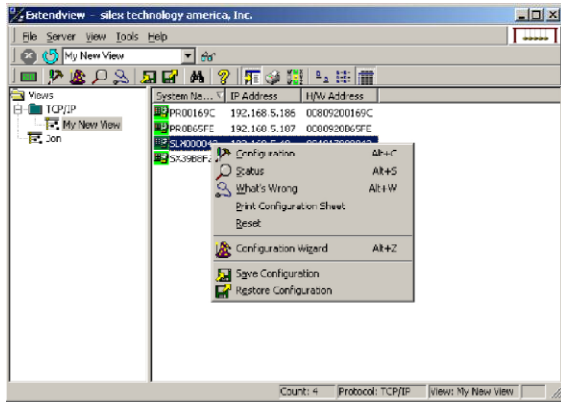 Extendview - silex technology america, Inc.
File Server View Tools Help
My New View
Views
TCP/IP
My New View
Jon
System Na... IP Address H/W Address
PR00169C 192.168.5.186 00809200169C
PR0B65FE 192.168.5.107 0080920B65FE
Configuration Alt+C
Status Alt+S
What's Wrong Alt+W
Print Configuration Sheet
Reset
Configuration Wizard Alt+Z
Save Configuration
Restore Configuration
Count: 4 Protocol: TCP/IP View: My New View